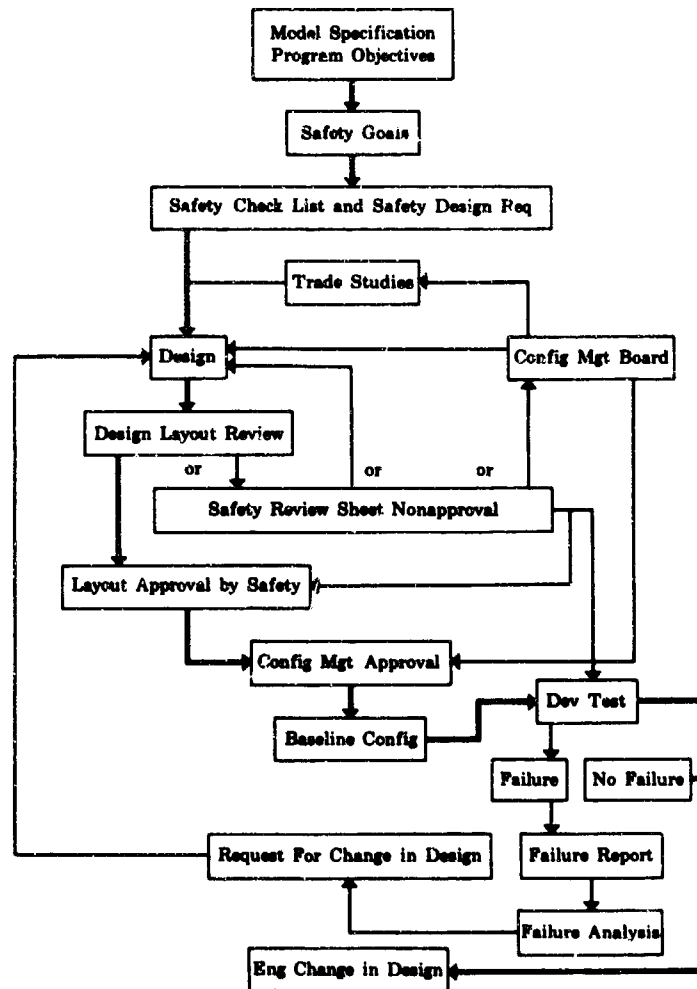 Model Specification
Program Objectives
Safety Goals
Safety Check List and Safety Design Req
Trade Studies
Design
Config Mgt Board
Design Layout Review
or
or
or
Safety Review Sheet Nonapproval
Layout Approval by Safety
Config Mgt Approval
Dev Test
Baseline Config
Failure
No Failure
Request For Change in Design
Failure Report
Failure Analysis
Eng Change in Design